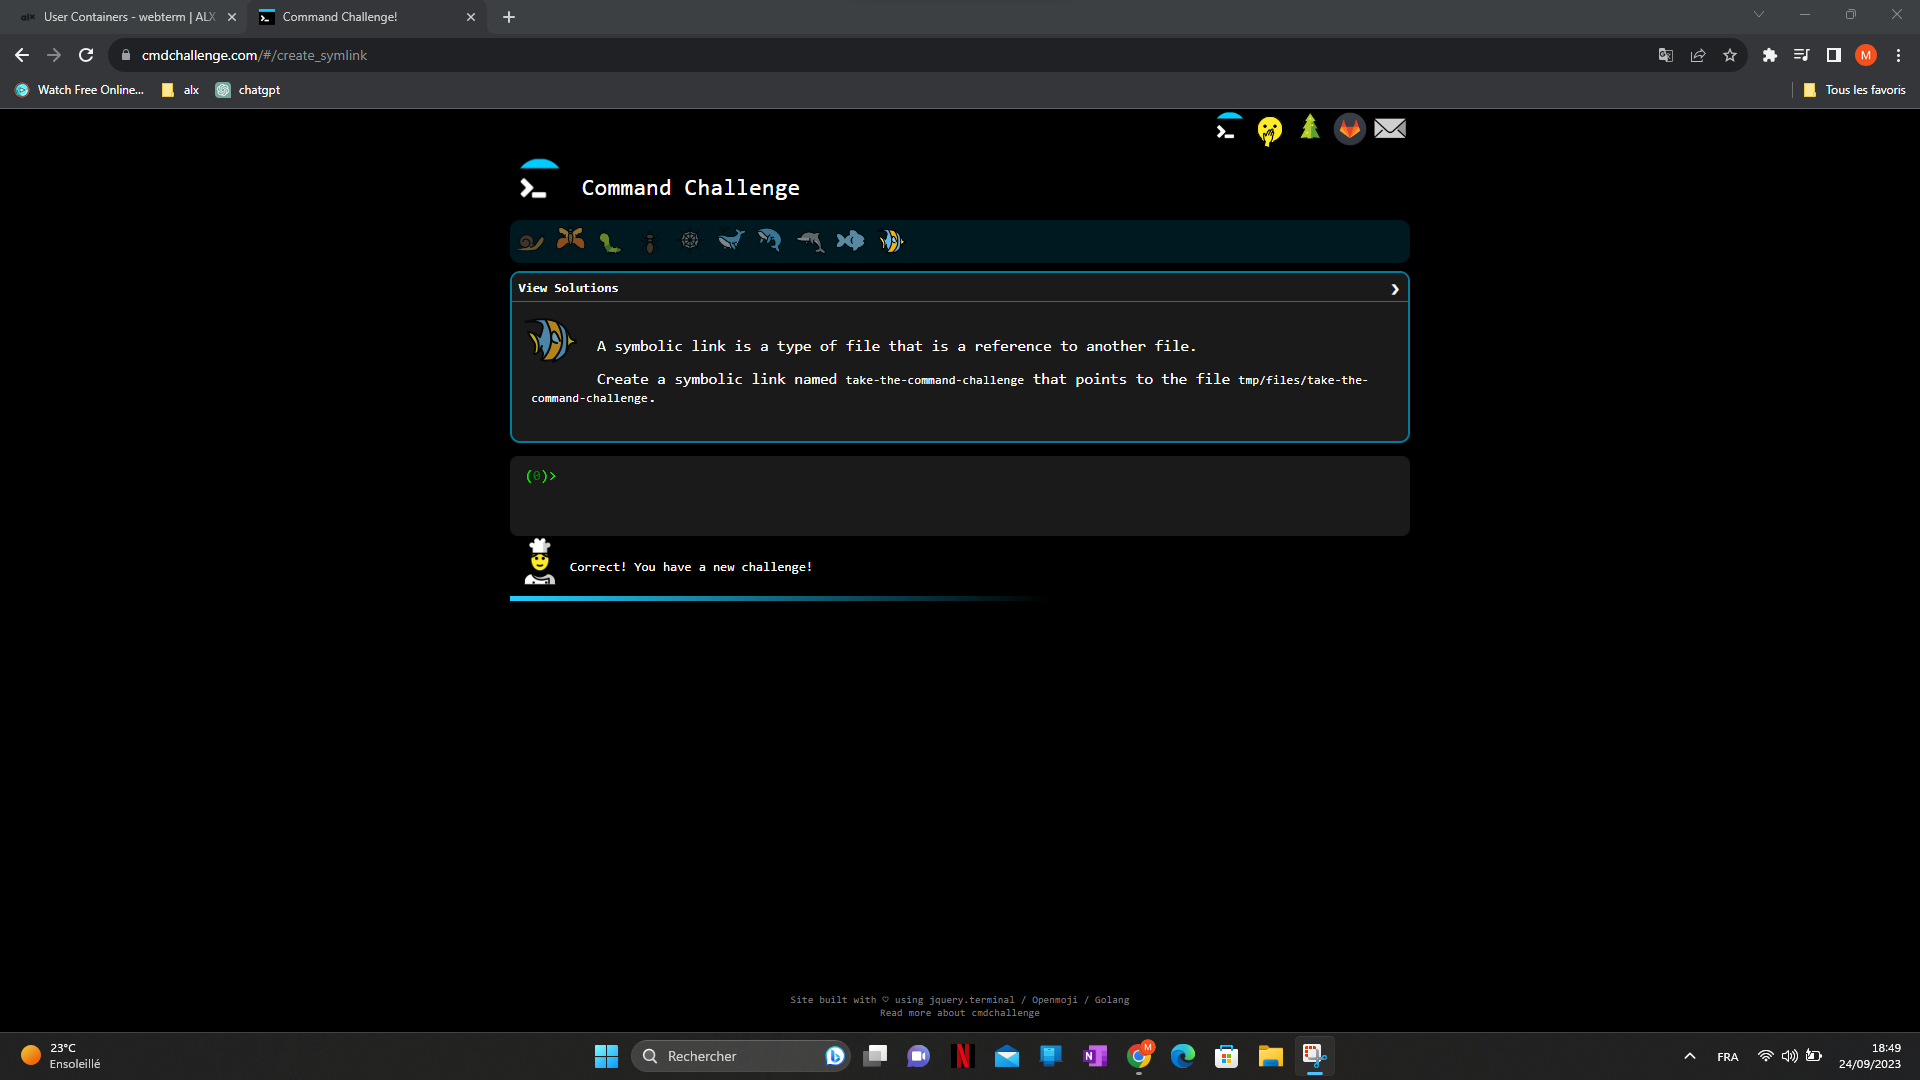 alx User Containers - webterm | ALX
Command Challenge!
cmdchallenge.com/#/create_symlink
M
Watch Free Online...
alx
chatgpt
Tous les favoris
Command Challenge
View Solutions
A symbolic link is a type of file that is a reference to another file.
Create a symbolic link named take-the-command-challenge that points to the file tmp/files/take-the-
command-challenge.
(0)>
Correct! You have a new challenge!
Site built with ♡ using jquery.terminal / Openmoji / Golang
Read more about cmdchallenge
23°C
Ensoleillé
Rechercher
N
N
M
FRA
18:49
24/09/2023